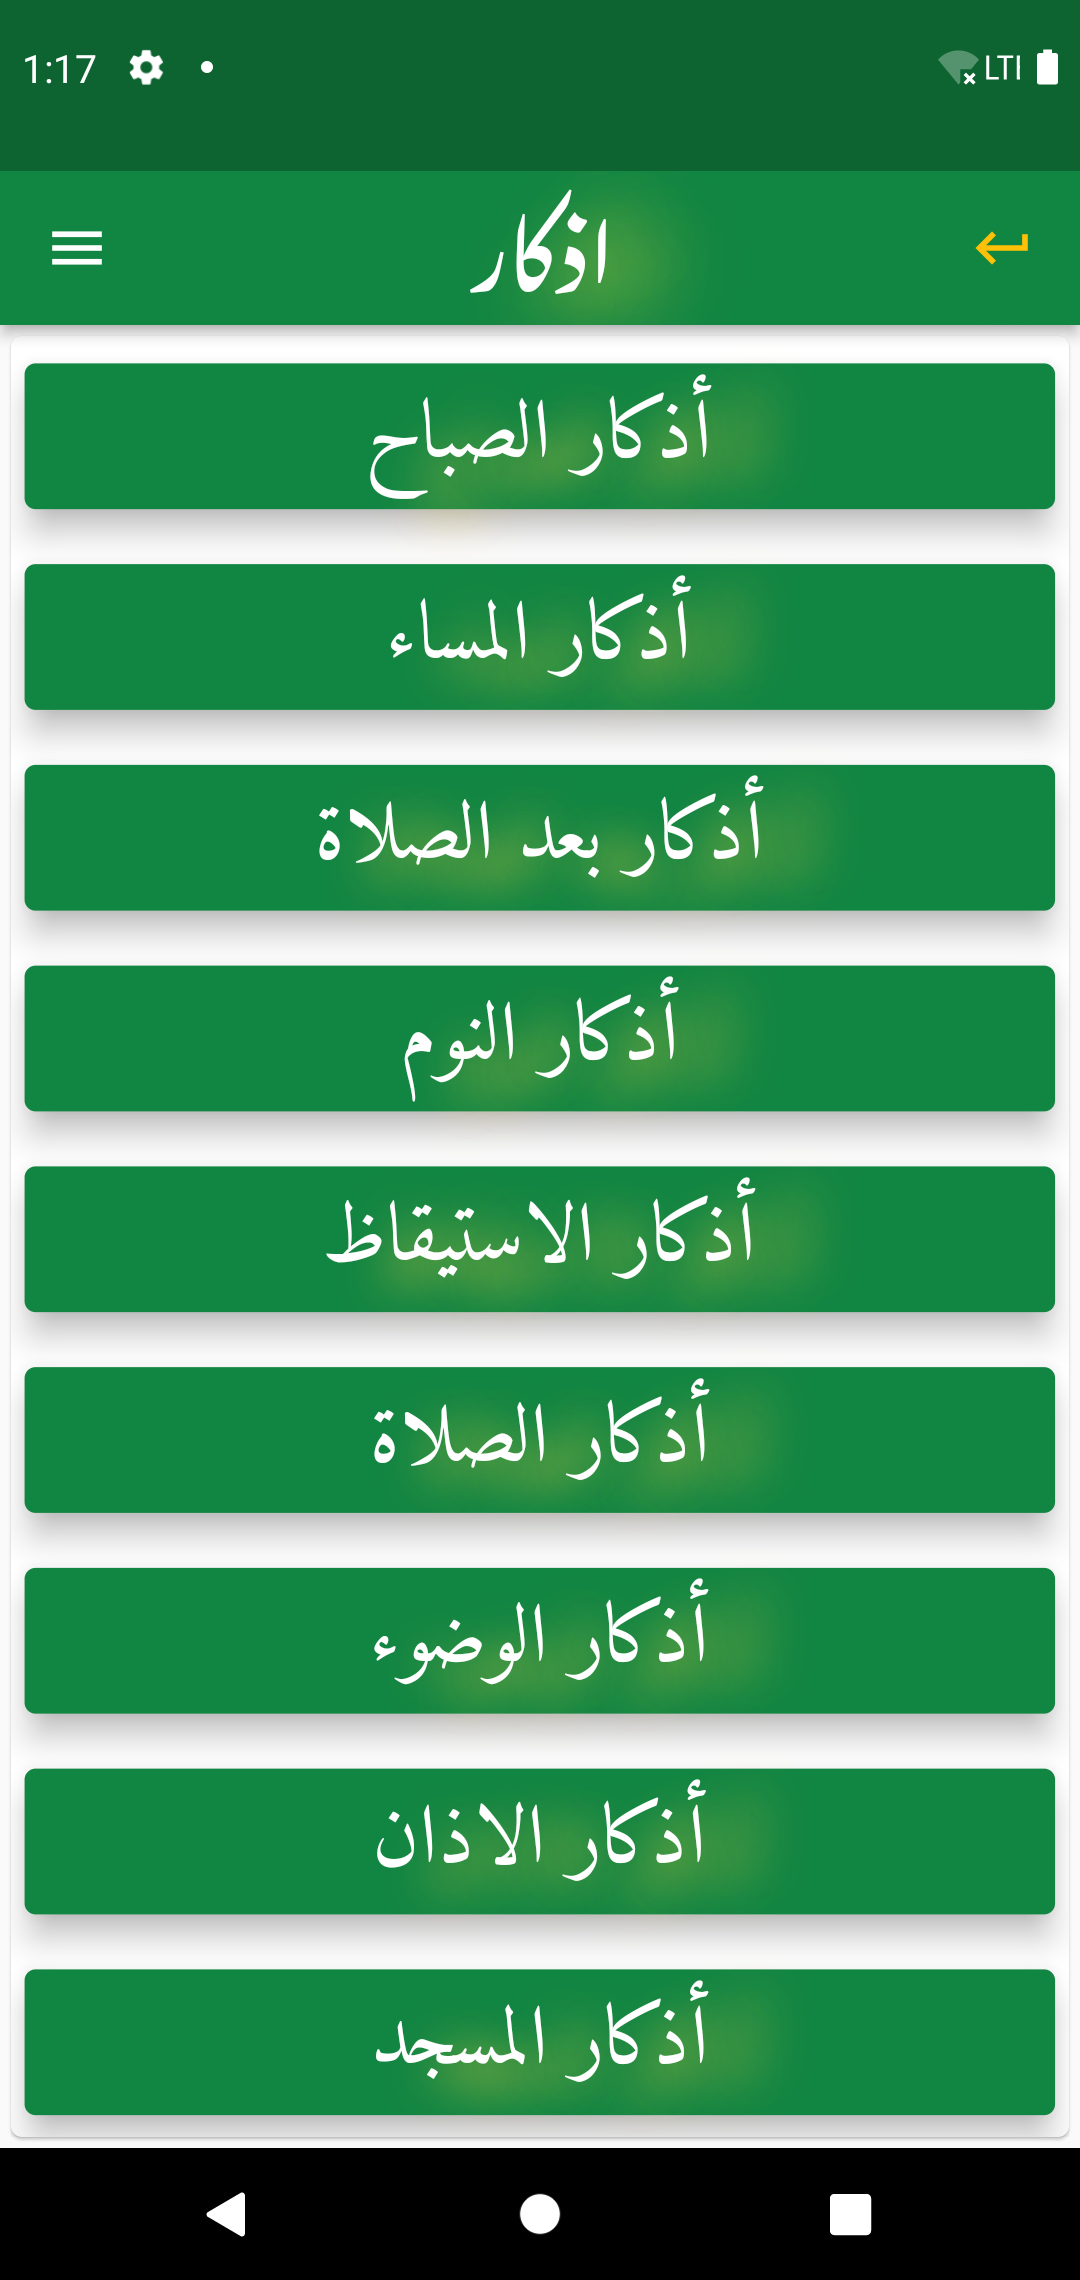 1:17
LTE
اذكار
أذكار الصباح
أذكار المساء
أذكار بعد الصلاة
أذكار النوم
أذكار الاستيقاظ
أذكار الصلاة
أذكار الوضوء
أذكار الاذان
أذكار المسجد